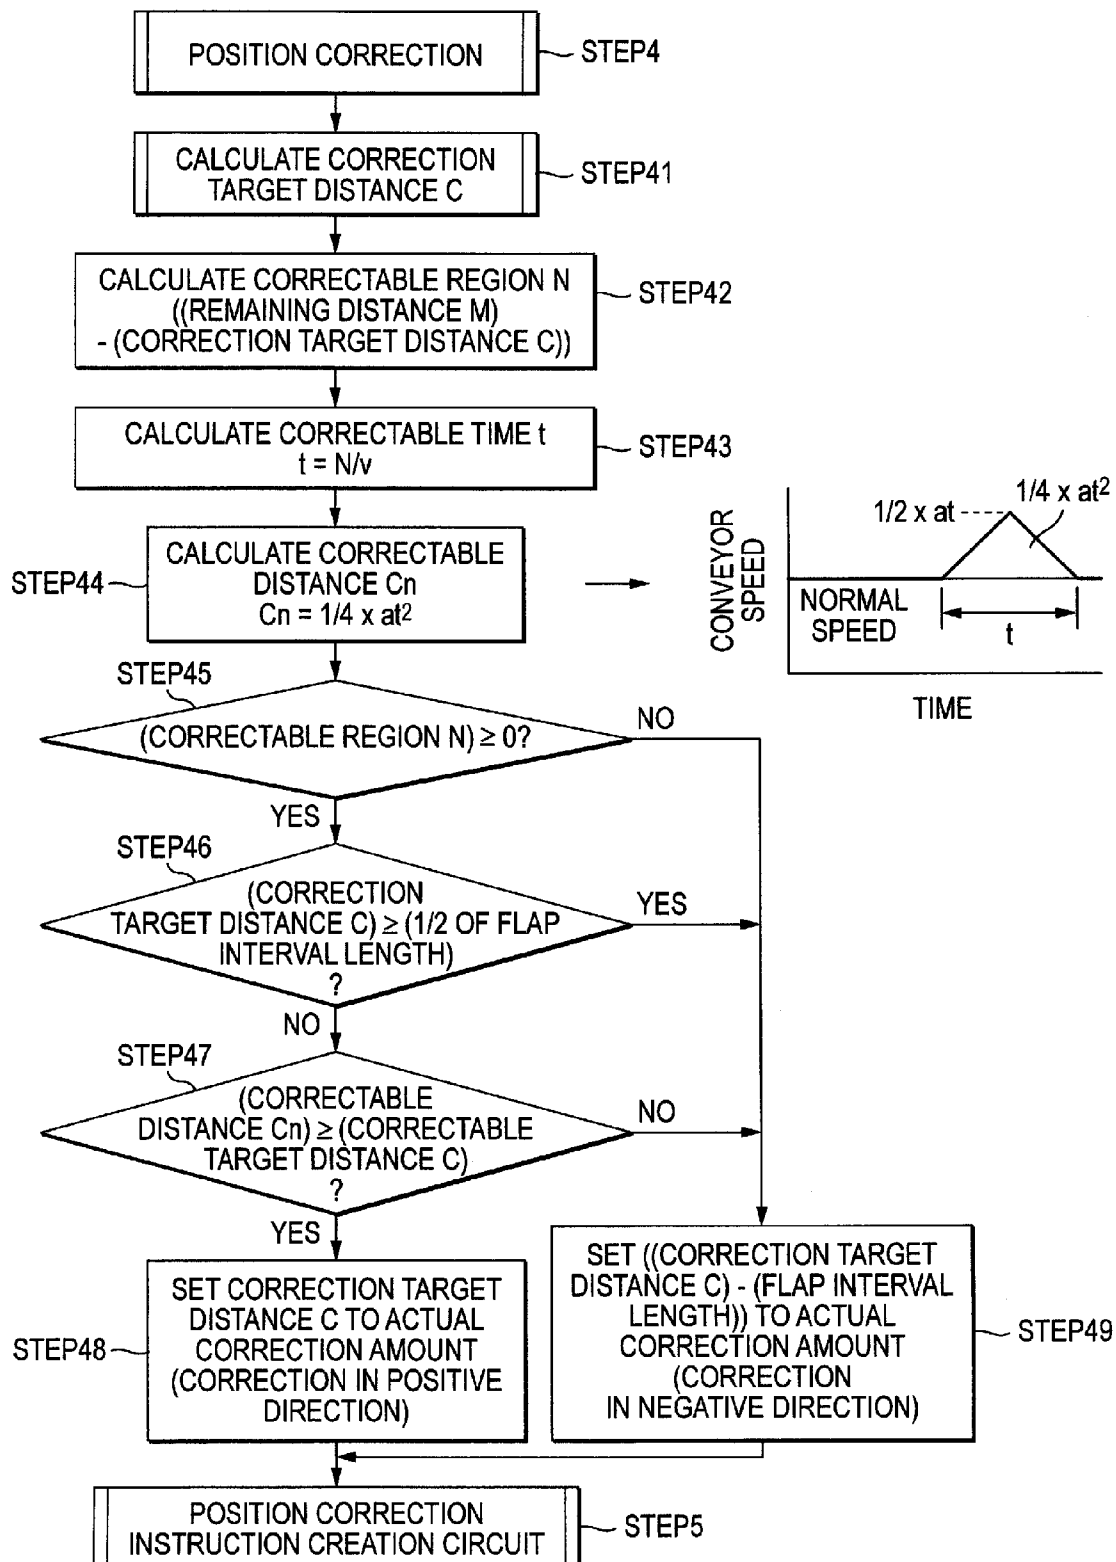 POSITION CORRECTION
STEP4
CALCULATE CORRECTION
TARGET DISTANCE C
STEP41
CALCULATE CORRECTABLE REGION N
((REMAINING DISTANCE M)
- (CORRECTION TARGET DISTANCE C))
STEP42
CALCULATE CORRECTABLE TIME t
t = N/v
STEP43
CALCULATE CORRECTABLE
DISTANCE Cn
Cn = 1/4 x at²
STEP44
CONVEYOR
SPEED
1/2 x at
1/4 x at²
NORMAL
SPEED
t
TIME
STEP45
(CORRECTABLE REGION N) ≥ 0?
NO
YES
STEP46
(CORRECTION
TARGET DISTANCE C) ≥ (1/2 OF FLAP
INTERVAL LENGTH)
?
YES
NO
STEP47
(CORRECTABLE
DISTANCE Cn) ≥ (CORRECTABLE
TARGET DISTANCE C)
?
NO
YES
SET CORRECTION TARGET
DISTANCE C TO ACTUAL
CORRECTION AMOUNT
(CORRECTION IN POSITIVE
DIRECTION)
STEP48
SET ((CORRECTION TARGET
DISTANCE C) - (FLAP INTERVAL
LENGTH)) TO ACTUAL
CORRECTION AMOUNT
(CORRECTION
IN NEGATIVE DIRECTION)
STEP49
POSITION CORRECTION
INSTRUCTION CREATION CIRCUIT
STEP5